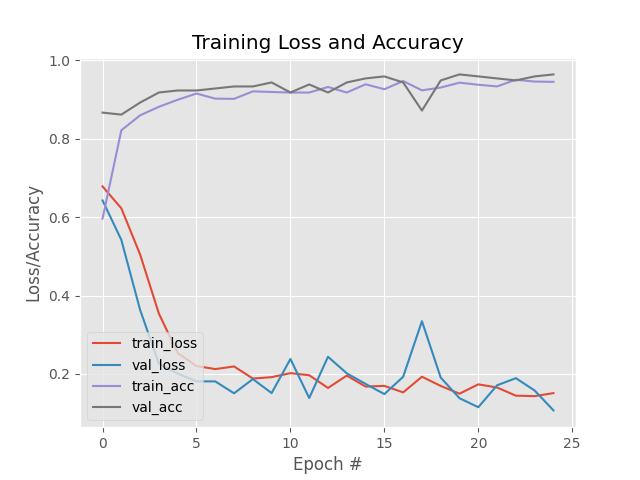 Training Loss and Accuracy
1.0
0.8
0.6
0.4
0.2
Loss/Accuracy
train_loss
val_loss
train_acc
val_acc
0 5 10 15 20 25
Epoch #